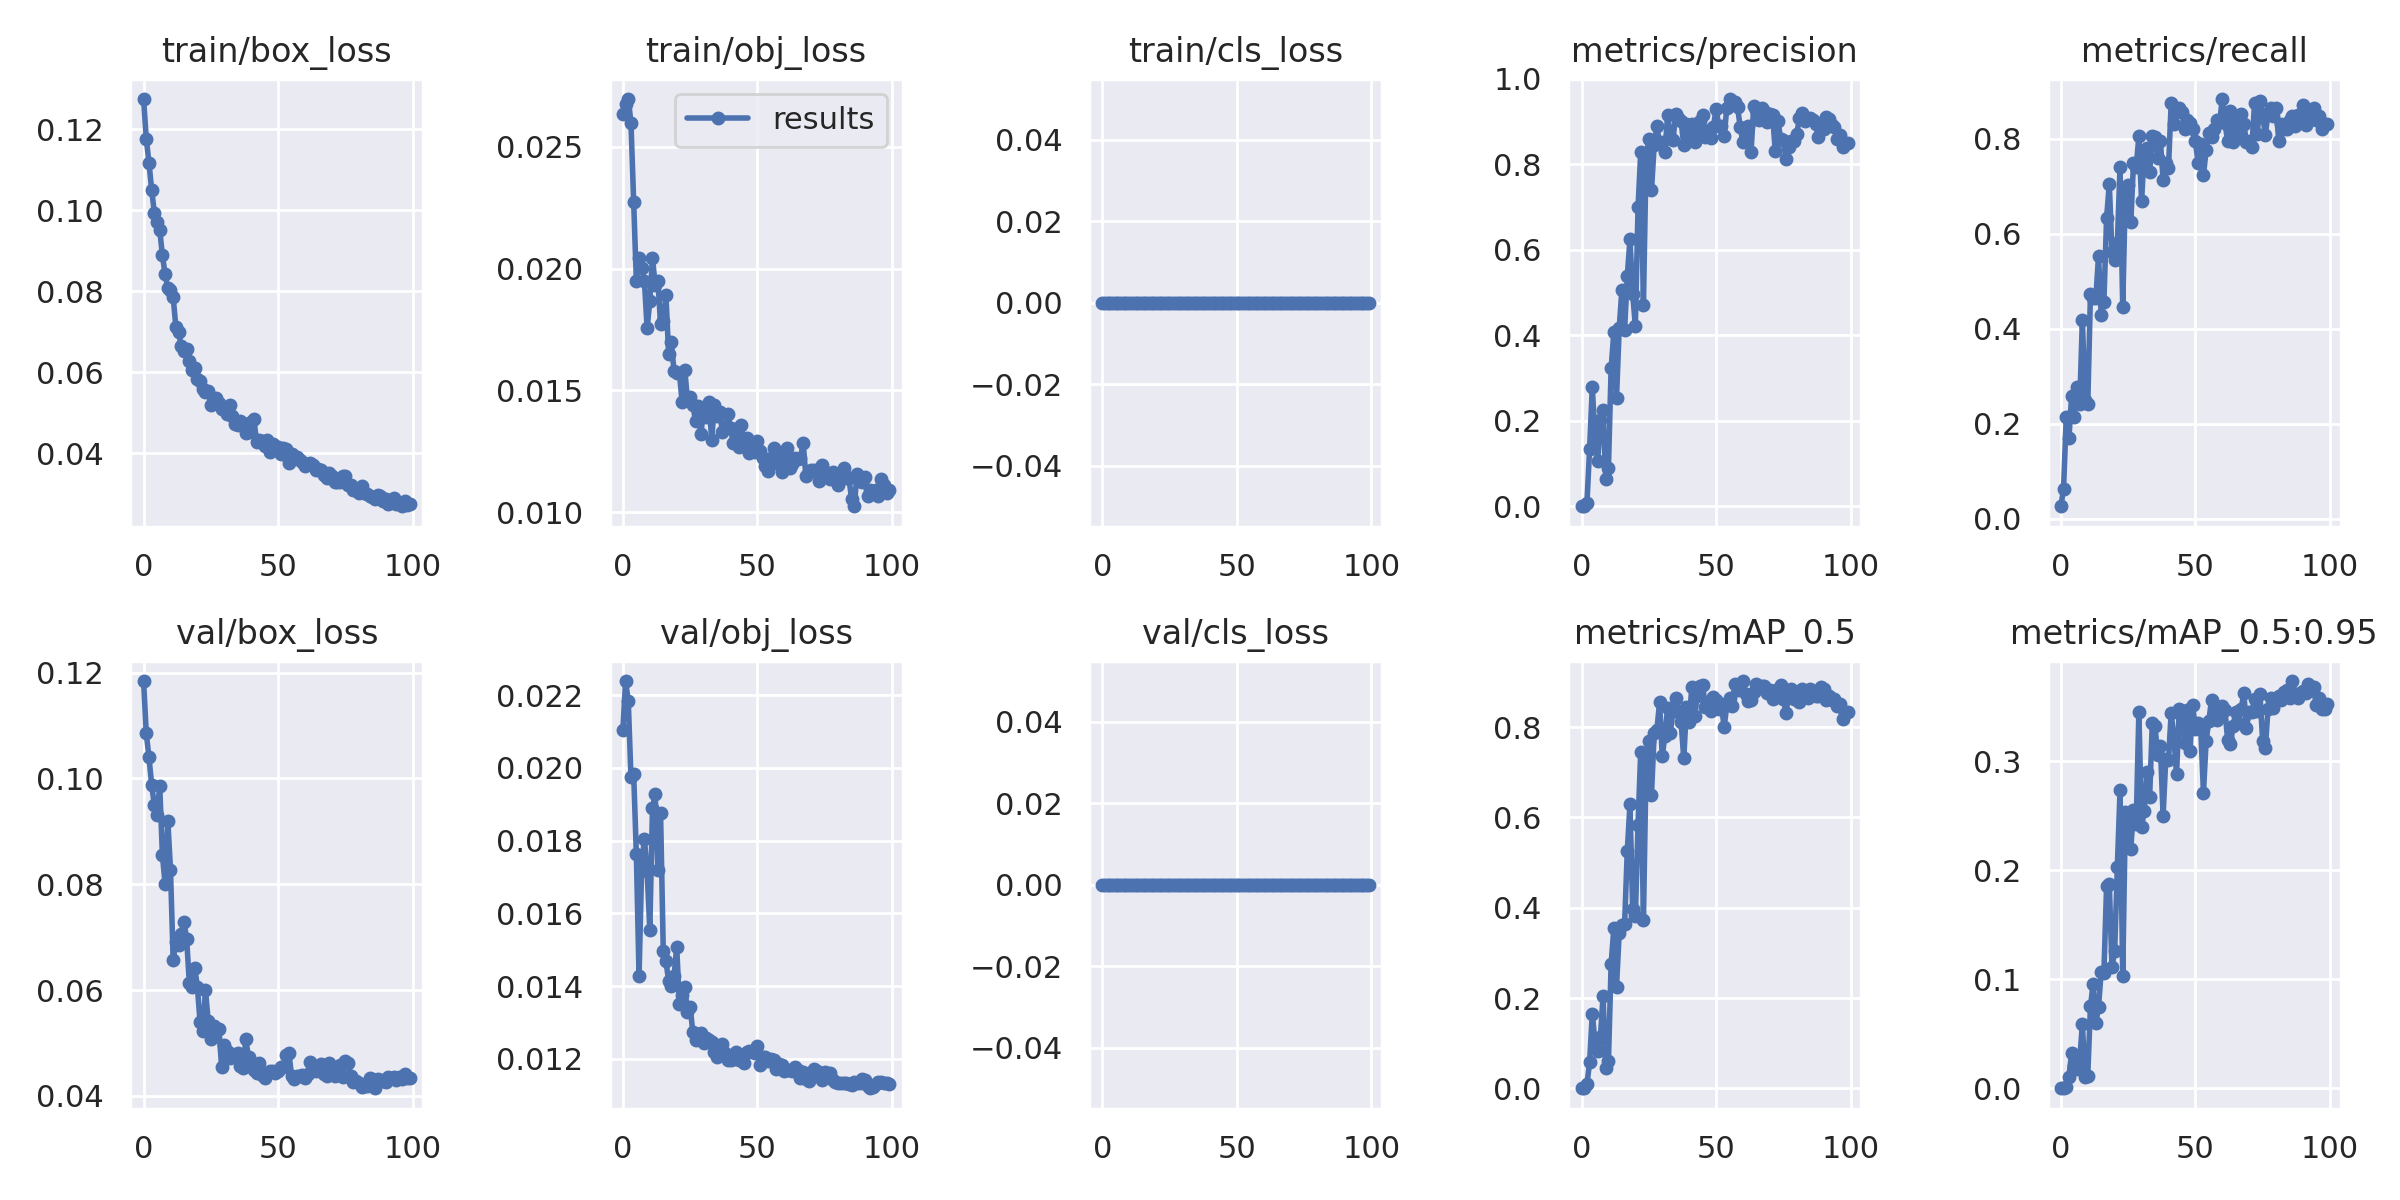 train/box_loss
train/obj_loss
train/cls_loss
metrics/precision
metrics/recall
0.12
0.10
0.08
0.06
0.04
0 50 100
results
0.025
0.020
0.015
0.010
0 50 100
0.04
0.02
0.00
−0.02
−0.04
0 50 100
1.0
0.8
0.6
0.4
0.2
0.0
0 50 100
0.8
0.6
0.4
0.2
0.0
0 50 100
val/box_loss
val/obj_loss
val/cls_loss
metrics/mAP_0.5
metrics/mAP_0.5:0.95
0.12
0.10
0.08
0.06
0.04
0 50 100
0.022
0.020
0.018
0.016
0.014
0.012
0 50 100
0.04
0.02
0.00
−0.02
−0.04
0 50 100
0.8
0.6
0.4
0.2
0.0
0 50 100
0.3
0.2
0.1
0.0
0 50 100